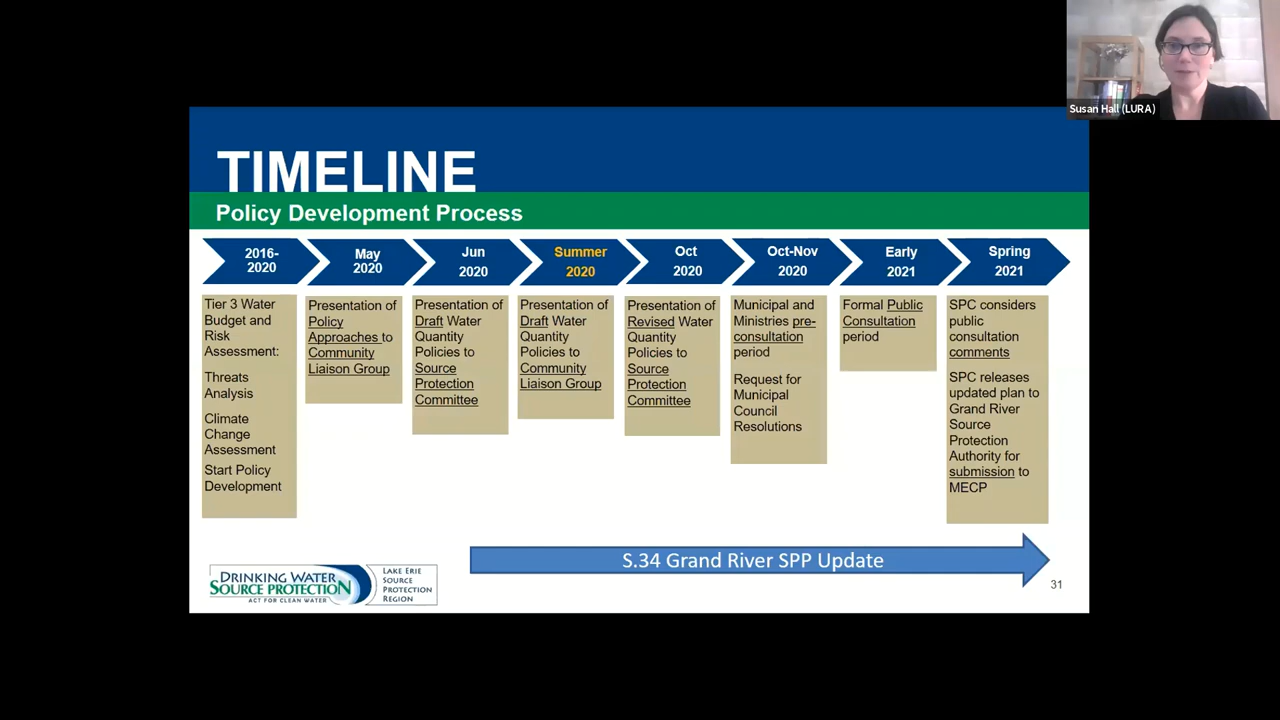 Susan Hall (LURA)
TIMELINE
Policy Development Process
2016-
2020
May
2020
Jun
2020
Summer
2020
Oct
2020
Oct-Nov
2020
Early
2021
Spring
2021
Tier 3 Water
Budget and
Risk
Assessment:
Threats
Analysis
Climate
Change
Assessment
Start Policy
Development
Presentation of
Policy
Approaches to
Community
Liaison Group
Presentation of
Draft Water
Quantity
Policies to
Source
Protection
Committee
Presentation of
Draft Water
Quantity
Policies to
Community
Liaison Group
Presentation of
Revised Water
Quantity
Policies to
Source
Protection
Committee
Municipal and
Ministries pre-
consultation
period
Request for
Municipal
Council
Resolutions
Formal Public
Consultation
period
SPC considers
public
consultation
comments
SPC releases
updated plan to
Grand River
Source
Protection
Authority for
submission to
MECP
S.34 Grand River SPP Update
DRINKING WATER
SOURCE PROTECTION
ACT FOR CLEAN WATER
LAKE ERIE
SOURCE
PROTECTION
REGION
31